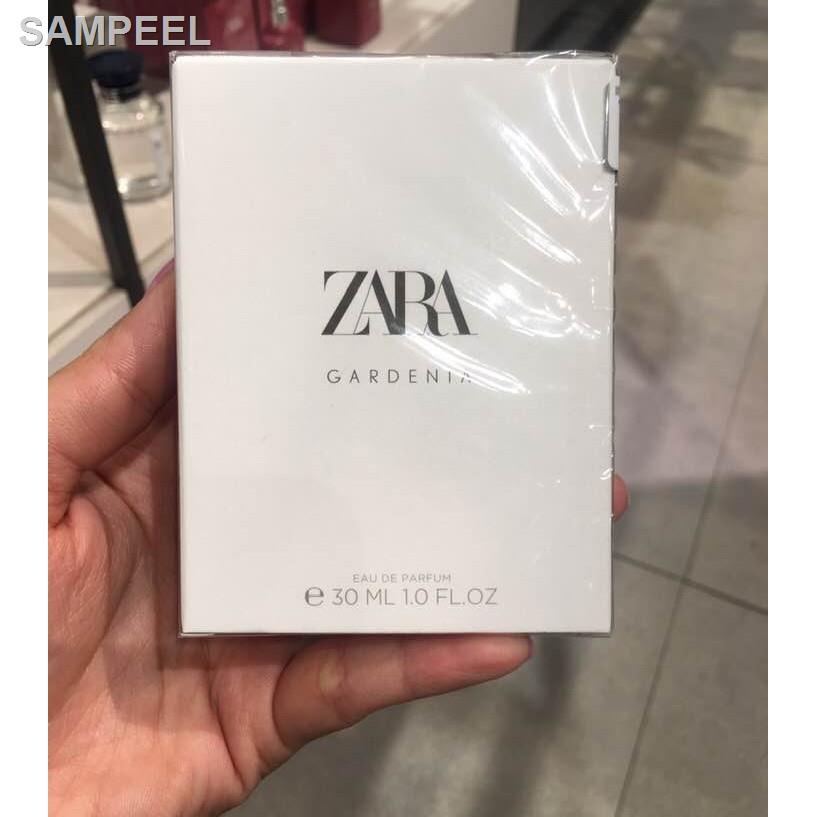 SAMPEEL
ZARA
GARDENIA
EAU DE PARFUM
e 30 ML 1.0 FL.OZ